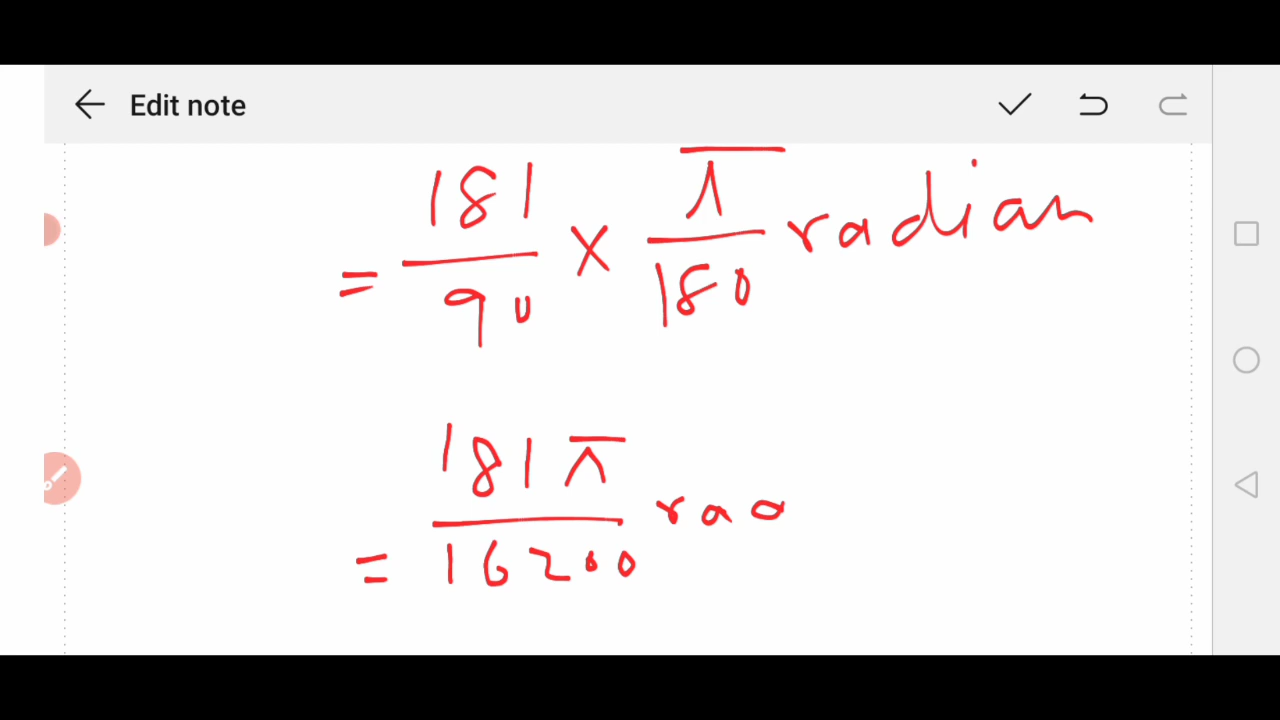 Edit note
= 181/90 × π/180 radian
= 181π/16200 rad